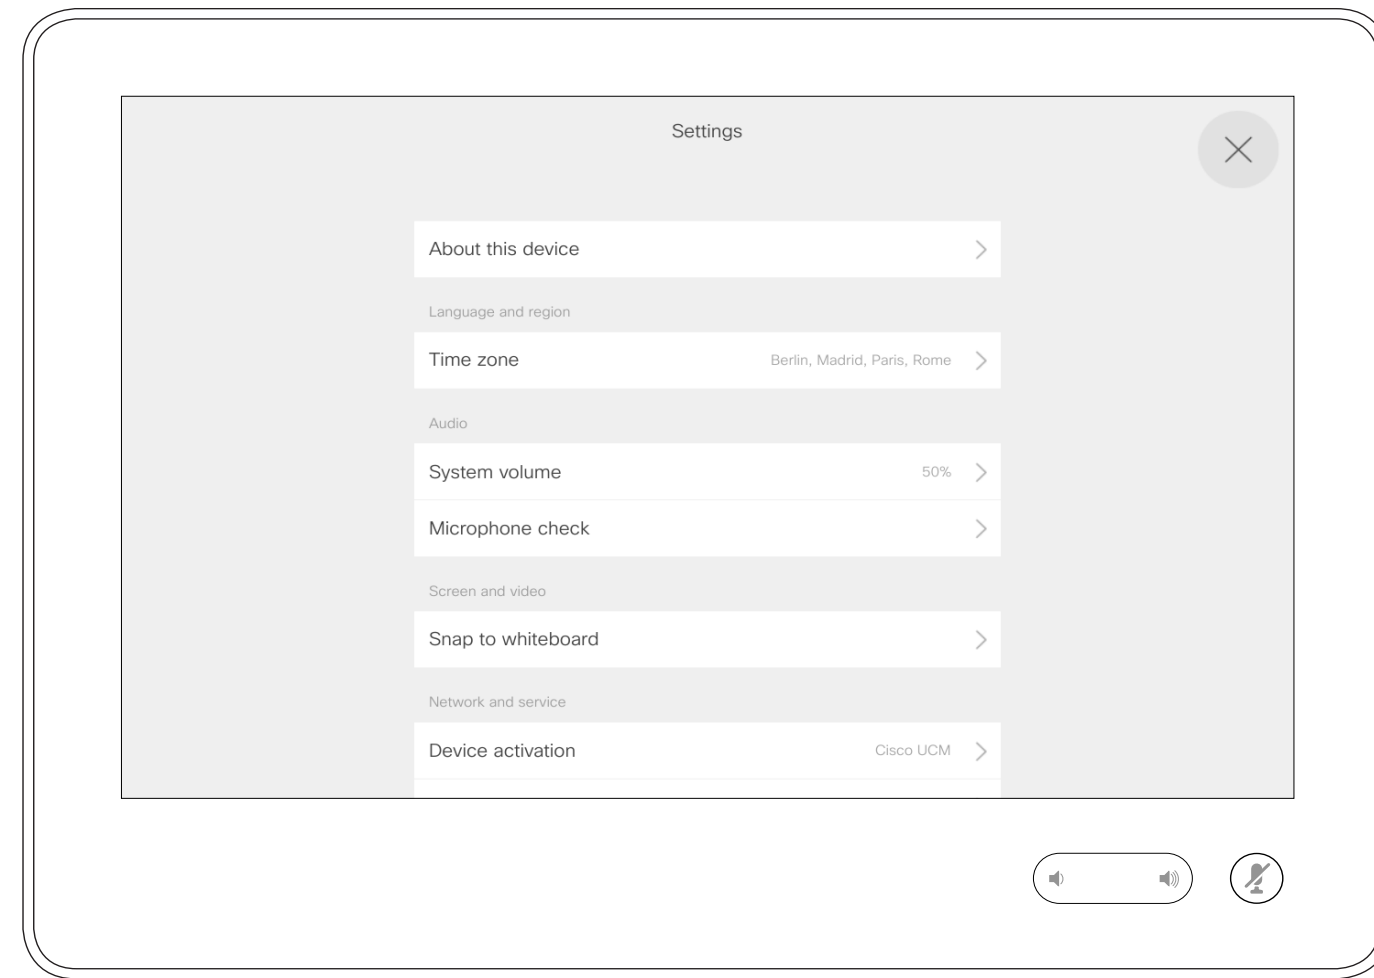 Settings
About this device
Language and region
Time zone Berlin, Madrid, Paris, Rome
Audio
System volume 50%
Microphone check
Screen and video
Snap to whiteboard
Network and service
Device activation Cisco UCM